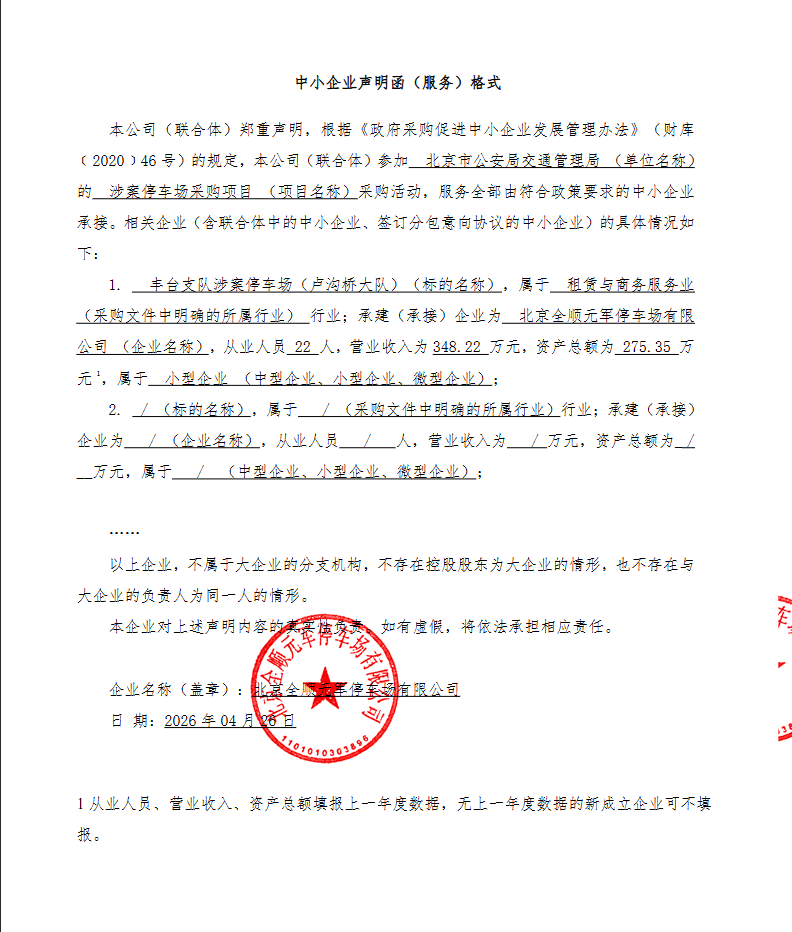 中小企业声明函（服务）格式
本公司（联合体）郑重声明，根据《政府采购促进中小企业发展管理办法》（财库
﹝2020﹞46号）的规定，本公司（联合体）参加 北京市公安局交通管理局 （单位名称）
的 涉案停车场采购项目 （项目名称）采购活动，服务全部由符合政策要求的中小企业
承接。相关企业（含联合体中的中小企业、签订分包意向协议的中小企业）的具体情况如
下：
1. 丰台支队涉案停车场（卢沟桥大队）（标的名称），属于 租赁与商务服务业
（采购文件中明确的所属行业） 行业；承建（承接）企业为 北京全顺元军停车场有限
公司 （企业名称），从业人员 22 人，营业收入为 348.22 万元，资产总额为 275.35 万
元¹，属于 小型企业 （中型企业、小型企业、微型企业）；
2. / （标的名称），属于 / （采购文件中明确的所属行业）行业；承建（承接）
企业为 / （企业名称），从业人员 / 人，营业收入为 / 万元，资产总额为 /
万元，属于 / （中型企业、小型企业、微型企业）；
……
以上企业，不属于大企业的分支机构，不存在控股股东为大企业的情形，也不存在与
大企业的负责人为同一人的情形。
本企业对上述声明内容的真实性负责。如有虚假，将依法承担相应责任。
企业名称（盖章）：北京全顺元军停车场有限公司
日 期：2026 年 04 月 26 日
北京全顺元军停车场有限公司
1101010303896
1 从业人员、营业收入、资产总额填报上一年度数据，无上一年度数据的新成立企业可不填
报。